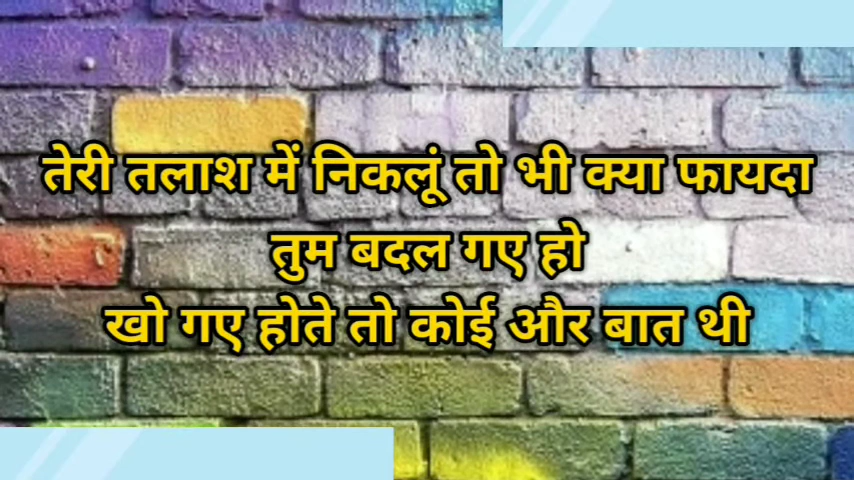 तेरी तलाश में निकलूं तो भी क्या फायदा
तुम बदल गए हो
खो गए होते तो कोई और बात थी